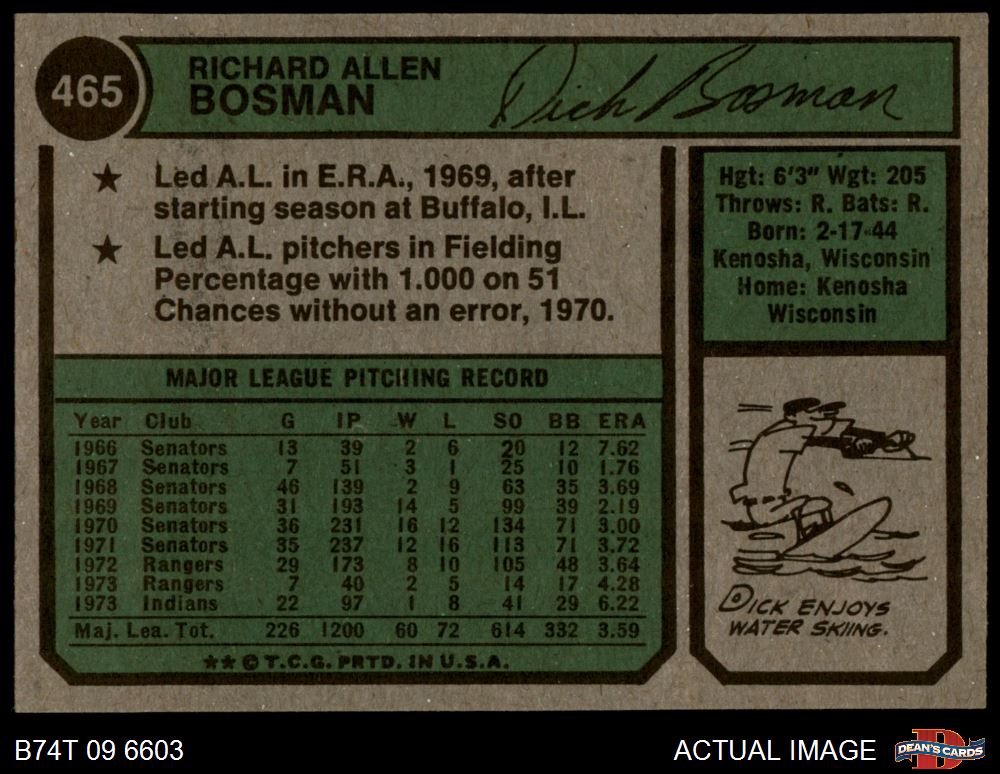 465
RICHARD ALLEN
BOSMAN
Dick Bosman
★ Led A.L. in E.R.A., 1969, after
starting season at Buffalo, I.L.
★ Led A.L. pitchers in Fielding
Percentage with 1.000 on 51
Chances without an error, 1970.
Hgt: 6'3" Wgt: 205
Throws: R. Bats: R.
Born: 2-17-44
Kenosha, Wisconsin
Home: Kenosha
Wisconsin
MAJOR LEAGUE PITCHING RECORD
Year Club G IP W L SO BB ERA
1966 Senators 13 39 2 6 20 12 7.62
1967 Senators 7 51 3 1 25 10 1.76
1968 Senators 46 139 2 9 63 35 3.69
1969 Senators 31 193 14 5 99 39 2.19
1970 Senators 36 231 16 12 134 71 3.00
1971 Senators 35 237 12 16 113 71 3.72
1972 Rangers 29 173 8 10 105 48 3.64
1973 Rangers 7 40 2 5 14 17 4.28
1973 Indians 22 97 1 8 41 29 6.22
Maj. Lea. Tot. 226 1200 60 72 614 332 3.59
★★ © T.C.G. PRTD. IN U.S.A.
DICK ENJOYS
WATER SKIING.
B74T 09 6603
ACTUAL IMAGE
D
DEAN'S CARDS